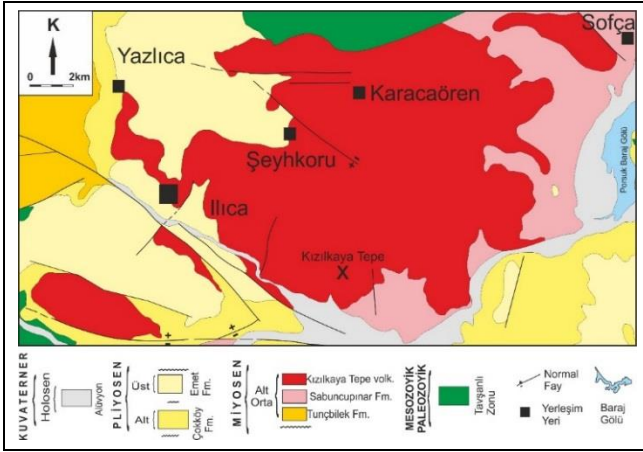 K
0 2km
Sofça
Yazlıca
Karacaören
Şeyhkoru
Porsuk Baraj Gölü
Ilıca
Kızılkaya Tepe
X
KUVATERNER
Holosen
Alüvyon
PLİYOSEN
Üst
Emet Fm.
Alt
Çokköy Fm.
MİYOSEN
Alt
Orta
Kızılkaya Tepe volk.
Sabuncupınar Fm.
Tunçbilek Fm.
MESOZOYİK
PALEOZOYİK
Tavşanlı
Zonu
Normal
Fay
Yerleşim
Yeri
Baraj
Gölü